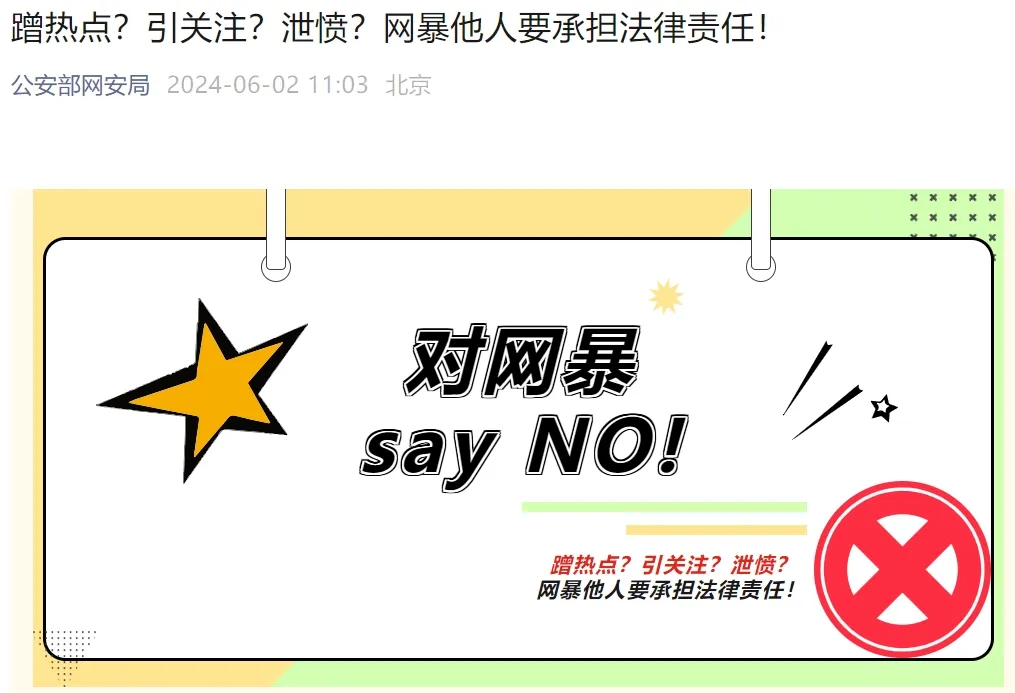 蹭热点？引关注？泄愤？网暴他人要承担法律责任！
公安部网安局 2024-06-02 11:03 北京
对网暴
say NO!
蹭热点？引关注？泄愤？
网暴他人要承担法律责任！